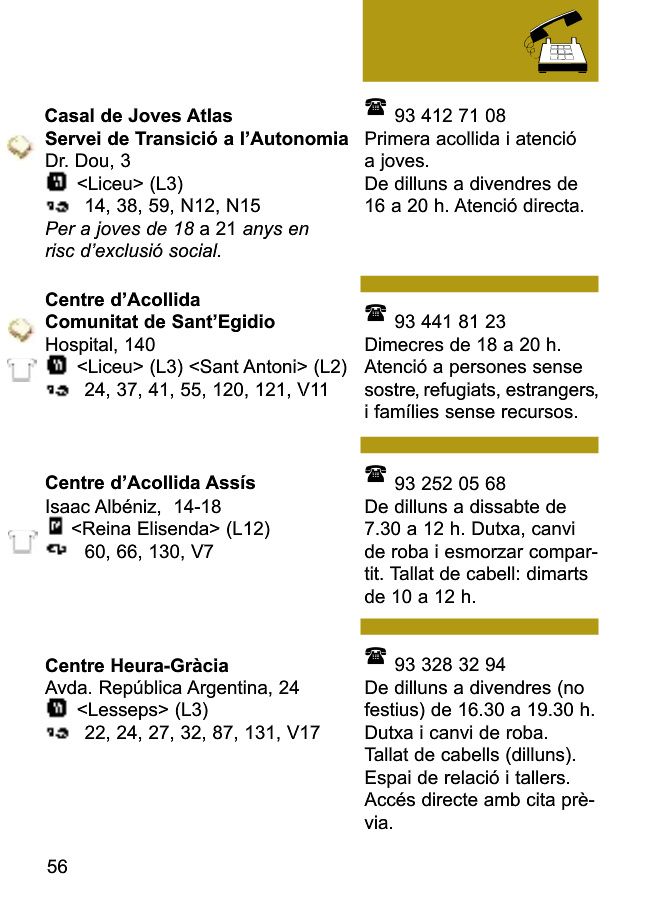 Casal de Joves Atlas
Servei de Transició a l'Autonomia
Dr. Dou, 3
<Liceu> (L3)
14, 38, 59, N12, N15
Per a joves de 18 a 21 anys en
risc d'exclusió social.
93 412 71 08
Primera acollida i atenció
a joves.
De dilluns a divendres de
16 a 20 h. Atenció directa.
Centre d'Acollida
Comunitat de Sant'Egidio
Hospital, 140
<Liceu> (L3) <Sant Antoni> (L2)
24, 37, 41, 55, 120, 121, V11
93 441 81 23
Dimecres de 18 a 20 h.
Atenció a persones sense
sostre, refugiats, estrangers,
i famílies sense recursos.
Centre d'Acollida Assís
Isaac Albéniz, 14-18
<Reina Elisenda> (L12)
60, 66, 130, V7
93 252 05 68
De dilluns a dissabte de
7.30 a 12 h. Dutxa, canvi
de roba i esmorzar compar-
tit. Tallat de cabell: dimarts
de 10 a 12 h.
Centre Heura-Gràcia
Avda. República Argentina, 24
<Lesseps> (L3)
22, 24, 27, 32, 87, 131, V17
93 328 32 94
De dilluns a divendres (no
festius) de 16.30 a 19.30 h.
Dutxa i canvi de roba.
Tallat de cabells (dilluns).
Espai de relació i tallers.
Accés directe amb cita prè-
via.
56